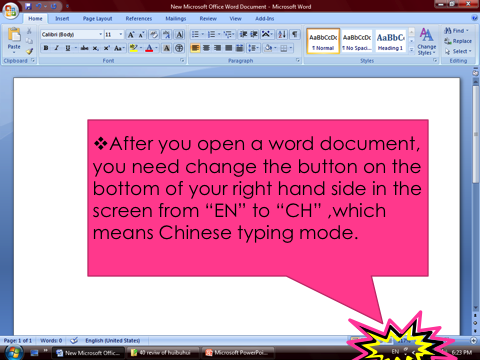 New Microsoft Office Word Document - Microsoft Word
Home Insert Page Layout References Mailings Review View Add-Ins
Calibri (Body) 11
Paste
Clipboard Font Paragraph Styles Editing
AaBbCcDc AaBbCcDc AaBbC
¶ Normal ¶ No Spaci... Heading 1
Change
Styles
Find
Replace
Select
❖After you open a word document,
you need change the button on the
bottom of your right hand side in the
screen from “EN” to “CH” ,which
means Chinese typing mode.
Page: 1 of 1 Words: 0 English (United States)
New Microsoft Offic...
40 reviw of huibuhui
Microsoft PowerPoi...
EN
6:23 PM